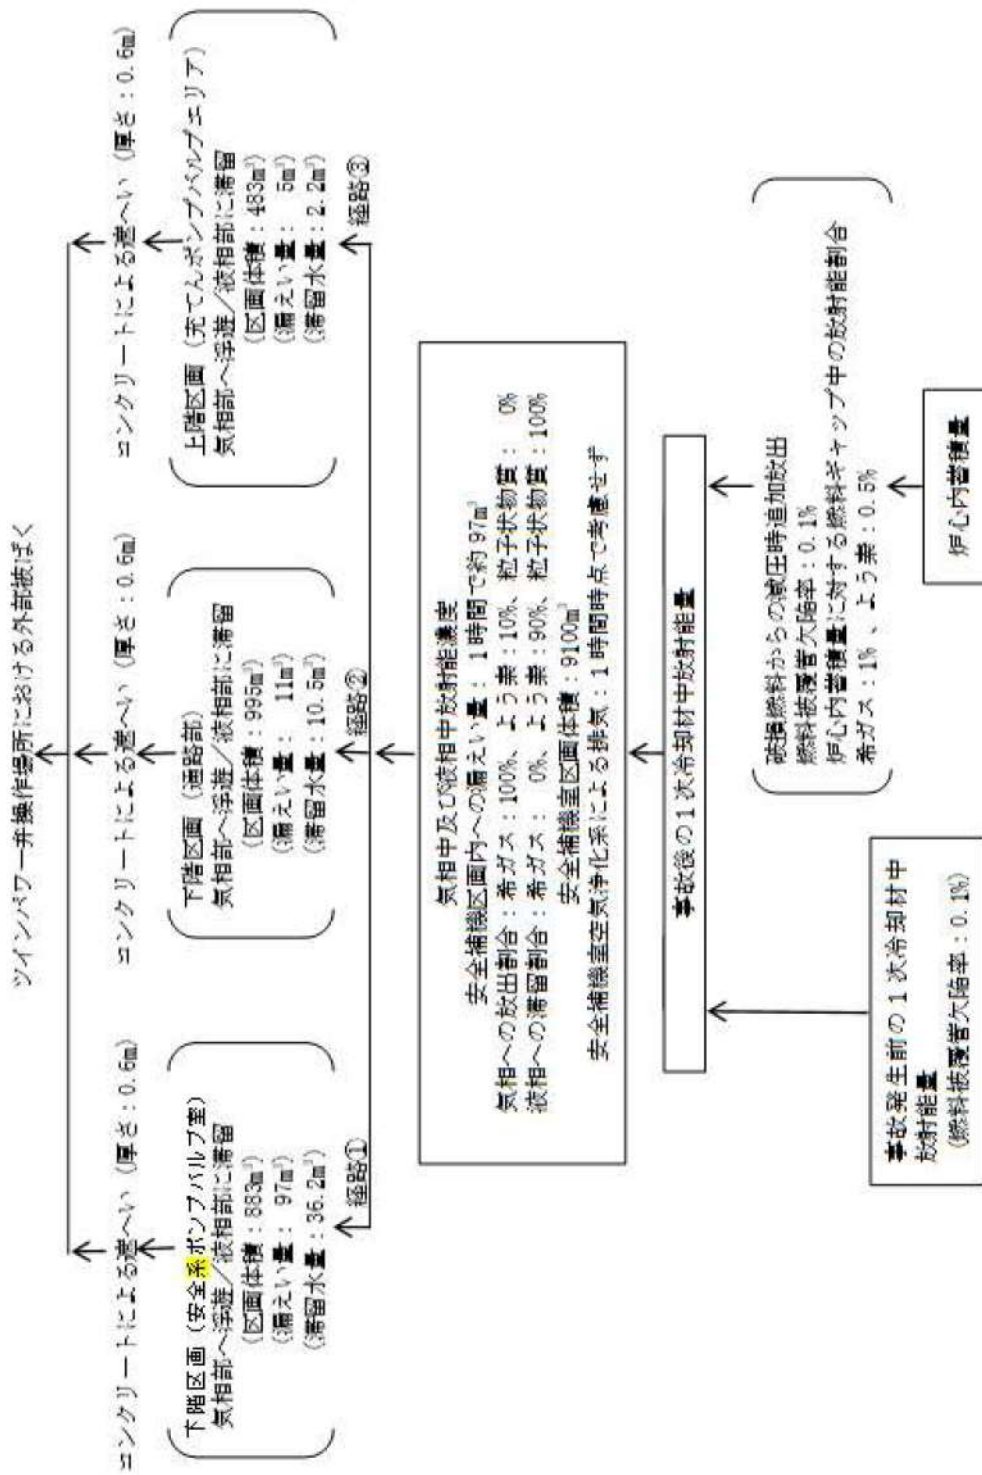 ツインパワー弁操作場所における外部被ばく
コンクリートによる遮へい (厚さ:0.6m)
下階区画 (安全系ポンプバルブ室)
気相部へ浮遊/液相部に滞留
(区画体積:883m³)
(漏えい量: 97m³)
(滞留水量:36.2m³)
経路①
コンクリートによる遮へい (厚さ:0.6m)
下階区画 (通路部)
気相部へ浮遊/液相部に滞留
(区画体積:995m³)
(漏えい量: 11m³)
(滞留水量:10.5m³)
経路②
コンクリートによる遮へい (厚さ:0.6m)
上階区画 (充てんポンプバルブエリア)
気相部へ浮遊/液相部に滞留
(区画体積:483m³)
(漏えい量: 5m³)
(滞留水量:2.2m³)
経路③
気相中及び液相中放射能濃度
安全補機区画内への漏えい量:1時間で約97m³
気相への放出割合:希ガス:100%、よう素:10%、粒子状物質: 0%
液相への滞留割合:希ガス: 0%、よう素:90%、粒子状物質:100%
安全補機室区画体積:9100m³
安全補機室空気浄化系による排気:1時間時点で考慮せず
事故後の1次冷却材中放射能量
事故発生前の1次冷却材中
放射能量
(燃料被覆管欠陥率:0.1%)
破損燃料からの減圧時追加放出
燃料被覆管欠陥率:0.1%
炉心内蓄積量に対する燃料ギャップ中の放射能割合
希ガス:1%、よう素:0.5%
炉心内蓄積量